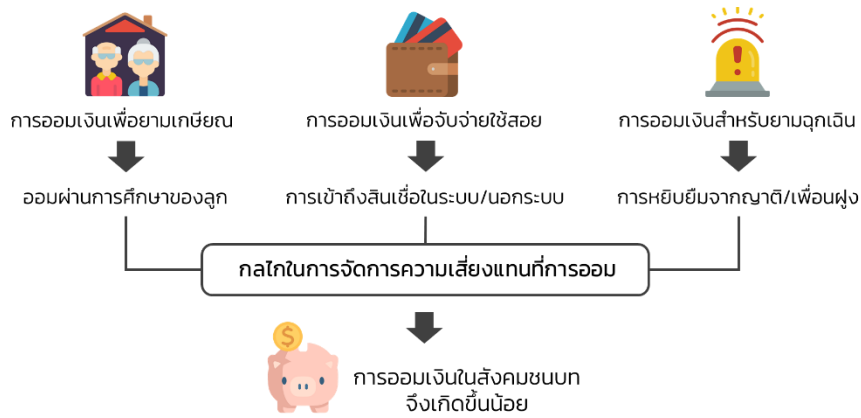 การออมเงินเพื่อยามเกษียณ
การออมเงินเพื่อจับจ่ายใช้สอย
การออมเงินสำหรับยามฉุกเฉิน
ออมผ่านการศึกษาของลูก
การเข้าถึงสินเชื่อในระบบ/นอกระบบ
การหยิบยืมจากญาติ/เพื่อนฝูง
กลไกในการจัดการความเสี่ยงแทนที่การออม
$
การออมเงินในสังคมชนบท
จึงเกิดขึ้นน้อย